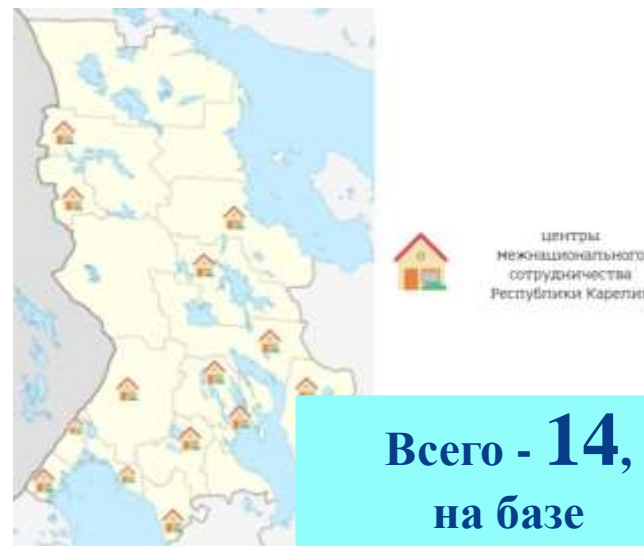 центры
межнационального
сотрудничества
Республики Карелия
Всего - 14,
на базе